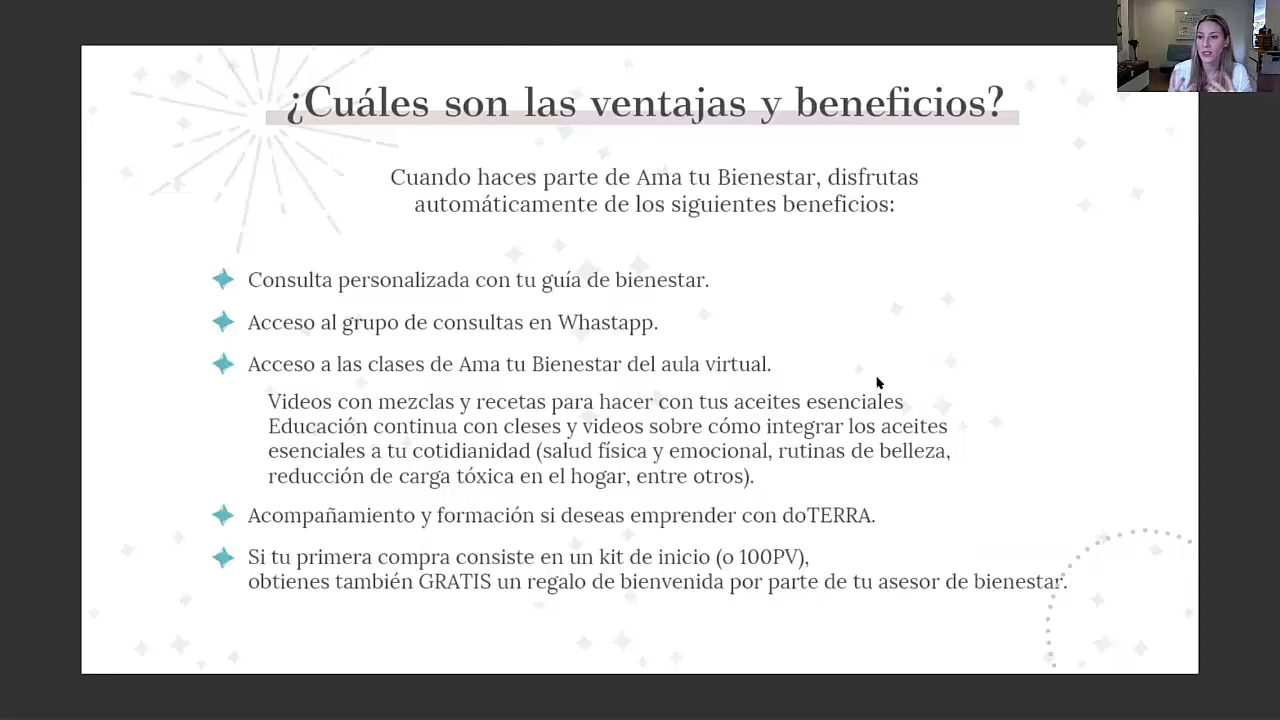 ¿Cuáles son las ventajas y beneficios?
Cuando haces parte de Ama tu Bienestar, disfrutas
automáticamente de los siguientes beneficios:
Consulta personalizada con tu guía de bienestar.
Acceso al grupo de consultas en Whastapp.
Acceso a las clases de Ama tu Bienestar del aula virtual.
Videos con mezclas y recetas para hacer con tus aceites esenciales
Educación continua con cleses y videos sobre cómo integrar los aceites
esenciales a tu cotidianidad (salud física y emocional, rutinas de belleza,
reducción de carga tóxica en el hogar, entre otros).
Acompañamiento y formación si deseas emprender con doTERRA.
Si tu primera compra consiste en un kit de inicio (o 100PV),
obtienes también GRATIS un regalo de bienvenida por parte de tu asesor de bienestar.